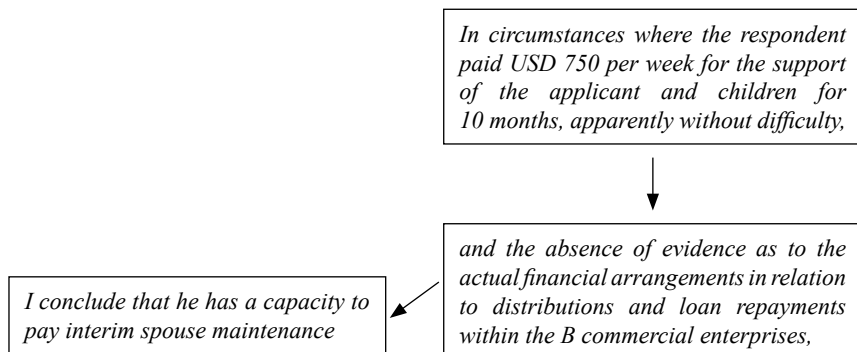 In circumstances where the respondent
paid USD 750 per week for the support
of the applicant and children for
10 months, apparently without difficulty,
and the absence of evidence as to the
actual financial arrangements in relation
to distributions and loan repayments
within the B commercial enterprises,
I conclude that he has a capacity to
pay interim spouse maintenance